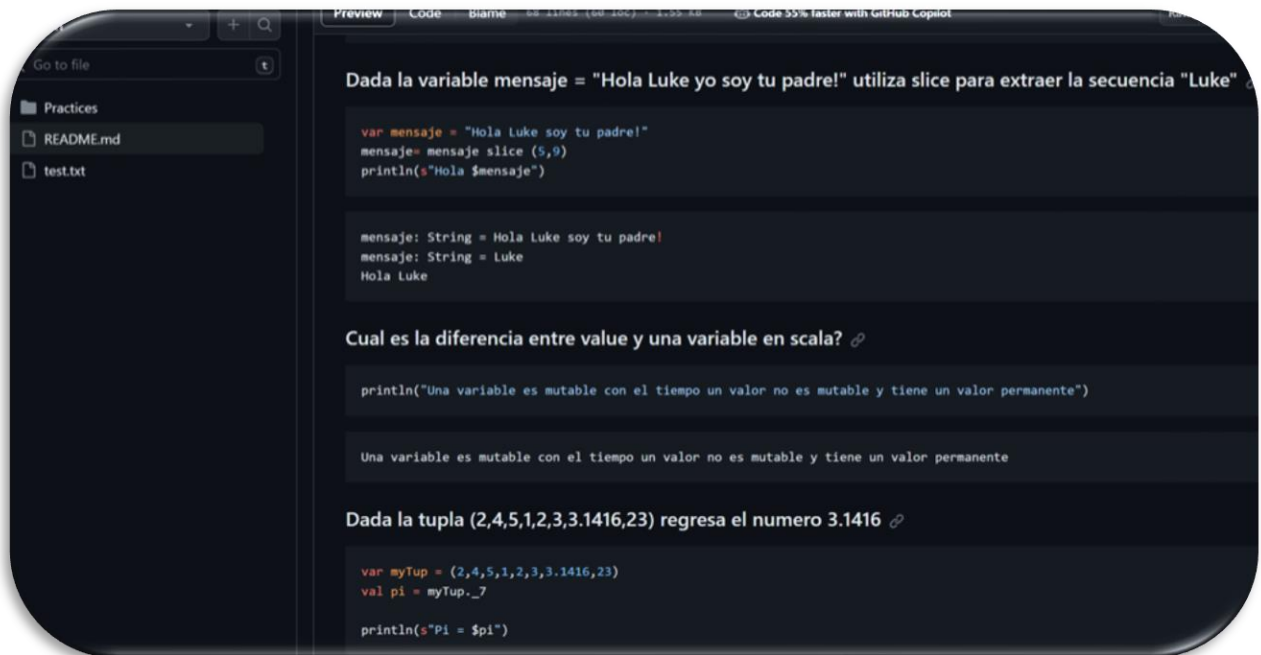 Go to file
t
Practices
README.md
test.txt
Preview Code Blame 68 lines (60 loc) · 1.55 KB Code 55% faster with GitHub Copilot
Dada la variable mensaje = "Hola Luke yo soy tu padre!" utiliza slice para extraer la secuencia "Luke"
var mensaje = "Hola Luke soy tu padre!"
mensaje= mensaje slice (5,9)
println(s"Hola $mensaje")
mensaje: String = Hola Luke soy tu padre!
mensaje: String = Luke
Hola Luke
Cual es la diferencia entre value y una variable en scala?
println("Una variable es mutable con el tiempo un valor no es mutable y tiene un valor permanente")
Una variable es mutable con el tiempo un valor no es mutable y tiene un valor permanente
Dada la tupla (2,4,5,1,2,3,3.1416,23) regresa el numero 3.1416
var myTup = (2,4,5,1,2,3,3.1416,23)
val pi = myTup._7
println(s"Pi = $pi")